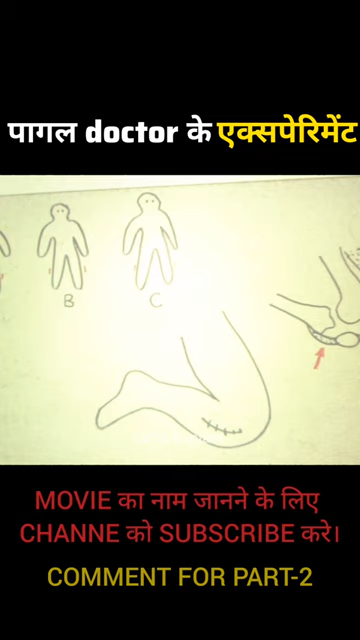 पागल doctor के एक्सपेरिमेंट
B
C
MOVIE का नाम जानने के लिए
CHANNE को SUBSCRIBE करे।
COMMENT FOR PART-2